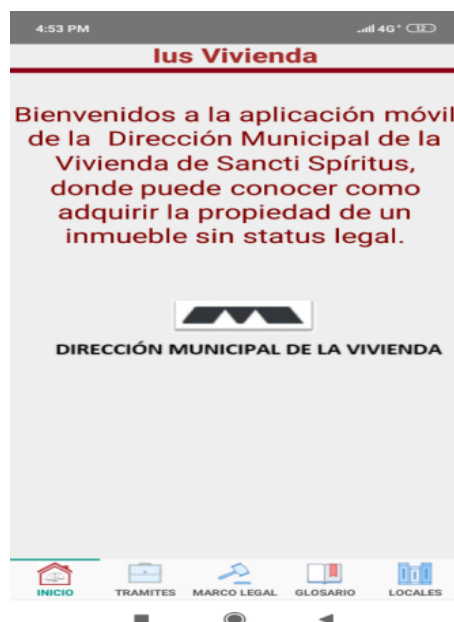 4:53 PM
4G+ 12
Ius Vivienda
Bienvenidos a la aplicación móvil
de la Dirección Municipal de la
Vivienda de Sancti Spíritus,
donde puede conocer como
adquirir la propiedad de un
inmueble sin status legal.
DIRECCIÓN MUNICIPAL DE LA VIVIENDA
INICIO TRAMITES MARCO LEGAL GLOSARIO LOCALES